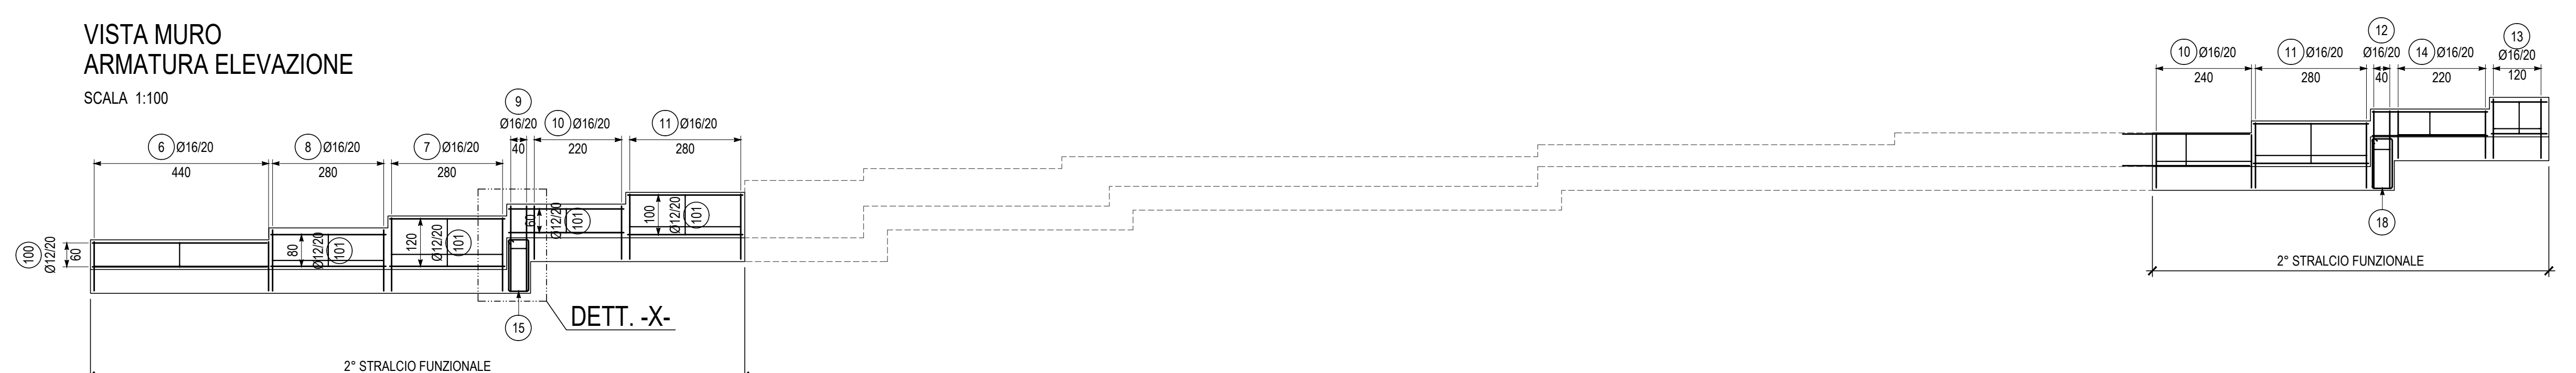 VISTA MURO
ARMATURA ELEVAZIONE
SCALA 1:100
6 Ø16/20
440
8 Ø16/20
280
7 Ø16/20
280
9
Ø16/20
40
10 Ø16/20
220
11 Ø16/20
280
100
Ø12/20
60
80
Ø12/20
101
120
Ø12/20
101
60
Ø12/20
101
100
Ø12/20
101
15
DETT. -X-
2° STRALCIO FUNZIONALE
10 Ø16/20
240
11 Ø16/20
280
12
Ø16/20
40
14 Ø16/20
220
13
Ø16/20
120
18
2° STRALCIO FUNZIONALE